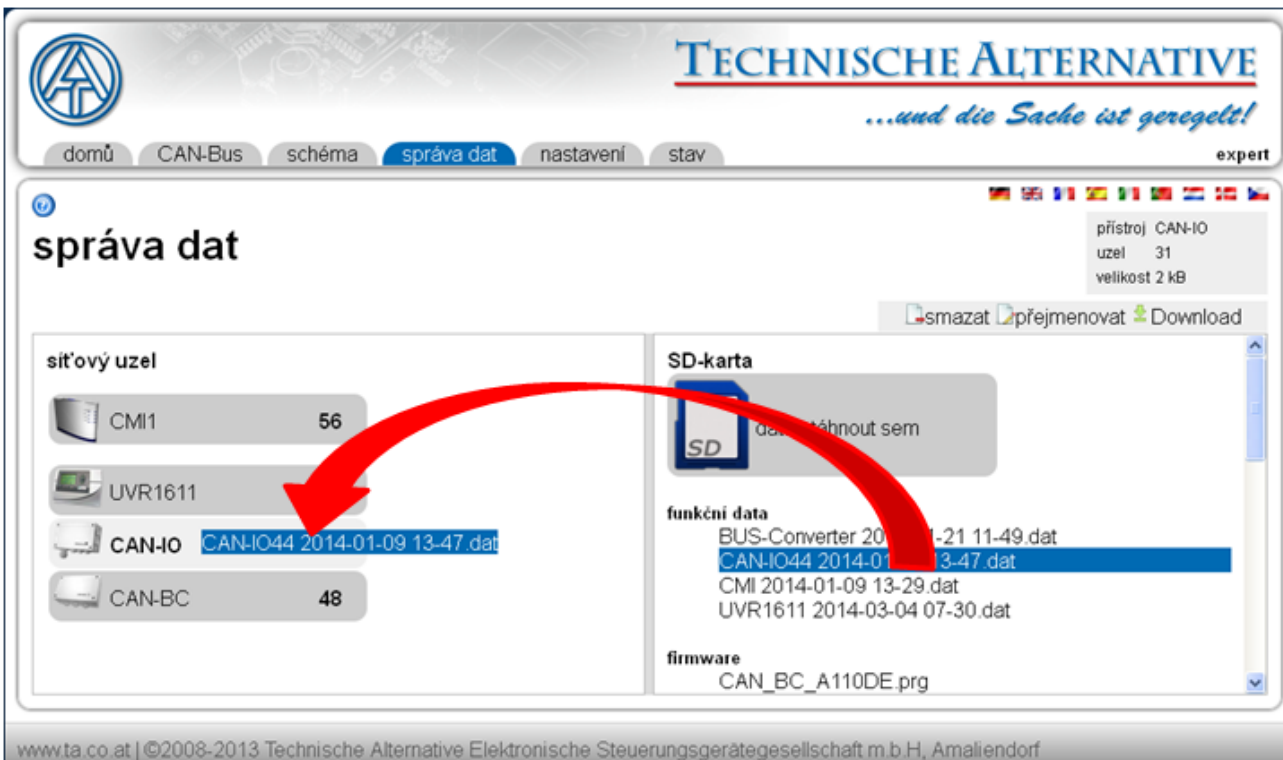 TECHNISCHE ALTERNATIVE
...und die Sache ist geregelt!
domů CAN-Bus schéma správa dat nastavení stav
expert
správa dat
přístroj CAN-IO
uzel 31
velikost 2 kB
smazat přejmenovat Download
síťový uzel
CMI1 56
UVR1611
CAN-IO CAN-IO44 2014-01-09 13-47.dat
CAN-BC 48
SD-karta
SD
sem
funkční data
BUS-Converter 11-49.dat
CAN-IO44 13-47.dat
CMI 2014-01-09 13-29.dat
UVR1611 2014-03-04 07-30.dat
firmware
CAN_BC_A110DE.prg
www.ta.co.at | ©2008-2013 Technische Alternative Elektronische Steuerungsgerätegesellschaft m.b.H, Amaliendorf